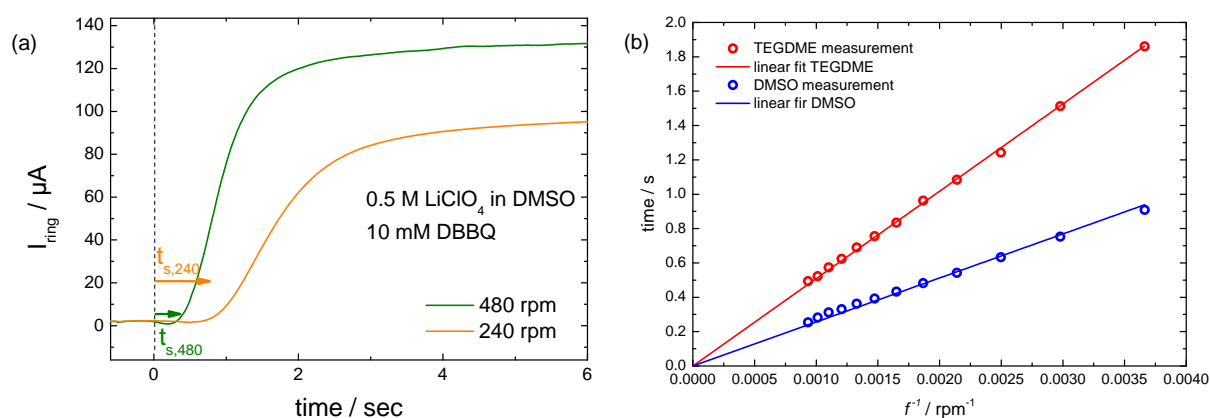 (a)
140
120
100
80
60
40
20
0
I_ring / µA
0.5 M LiClO₄ in DMSO
10 mM DBBQ
t_s,240
t_s,480
480 rpm
240 rpm
0
2
4
6
time / sec
(b)
2.0
1.8
1.6
1.4
1.2
1.0
0.8
0.6
0.4
0.2
0.0
time / s
TEGDME measurement
linear fit TEGDME
DMSO measurement
linear fir DMSO
0.0000 0.0005 0.0010 0.0015 0.0020 0.0025 0.0030 0.0035 0.0040
f⁻¹ / rpm⁻¹